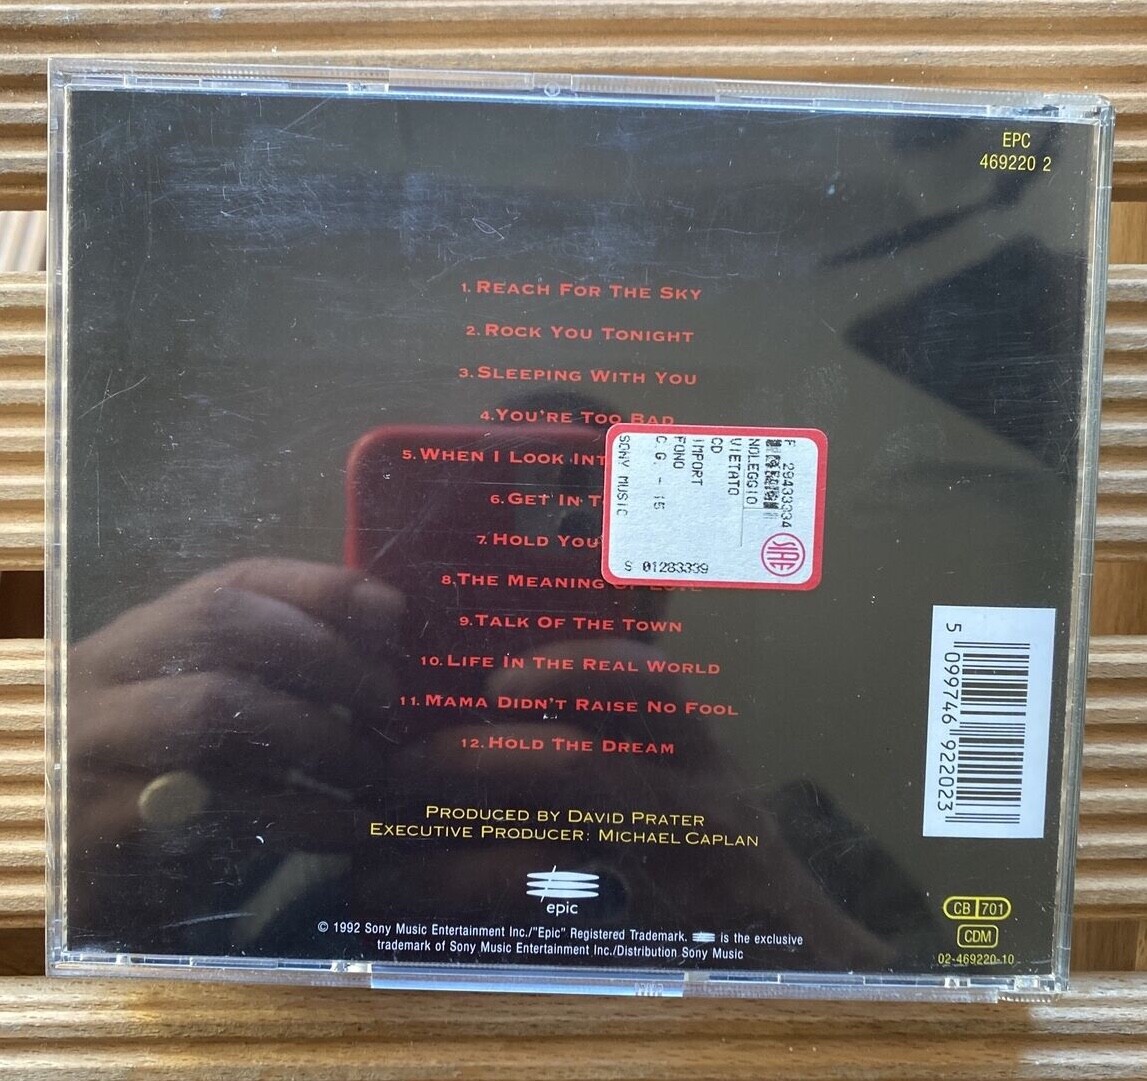 EPC
469220 2
1. REACH FOR THE SKY
2. ROCK YOU TONIGHT
3. SLEEPING WITH YOU
4. YOU'RE TOO BAD
5. WHEN I LOOK INT
6. GET IN T
7. HOLD YOU
8. THE MEANING OF LOVE
9. TALK OF THE TOWN
10. LIFE IN THE REAL WORLD
11. MAMA DIDN'T RAISE NO FOOL
12. HOLD THE DREAM
F 29433334
NOLEGGIO
VIETATO
CD
IMPORT
FONO
C.G. - 15
SONY MUSIC
S 01283339
SIAE
5 099746 922023
PRODUCED BY DAVID PRATER
EXECUTIVE PRODUCER: MICHAEL CAPLAN
epic
© 1992 Sony Music Entertainment Inc./"Epic" Registered Trademark. is the exclusive
trademark of Sony Music Entertainment Inc./Distribution Sony Music
CB 701
CDM
02-469220-10